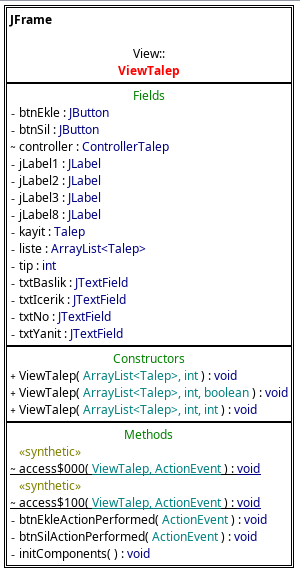 JFrame
View::
ViewTalep
Fields
- btnEkle : JButton
- btnSil : JButton
~ controller : ControllerTalep
- jLabel1 : JLabel
- jLabel2 : JLabel
- jLabel3 : JLabel
- jLabel8 : JLabel
- kayit : Talep
- liste : ArrayList<Talep>
- tip : int
- txtBaslik : JTextField
- txtIcerik : JTextField
- txtNo : JTextField
- txtYanit : JTextField
Constructors
+ ViewTalep( ArrayList<Talep>, int ) : void
+ ViewTalep( ArrayList<Talep>, int, boolean ) : void
+ ViewTalep( ArrayList<Talep>, int, int ) : void
Methods
«synthetic»
~ access$000( ViewTalep, ActionEvent ) : void
«synthetic»
~ access$100( ViewTalep, ActionEvent ) : void
- btnEkleActionPerformed( ActionEvent ) : void
- btnSilActionPerformed( ActionEvent ) : void
- initComponents( ) : void